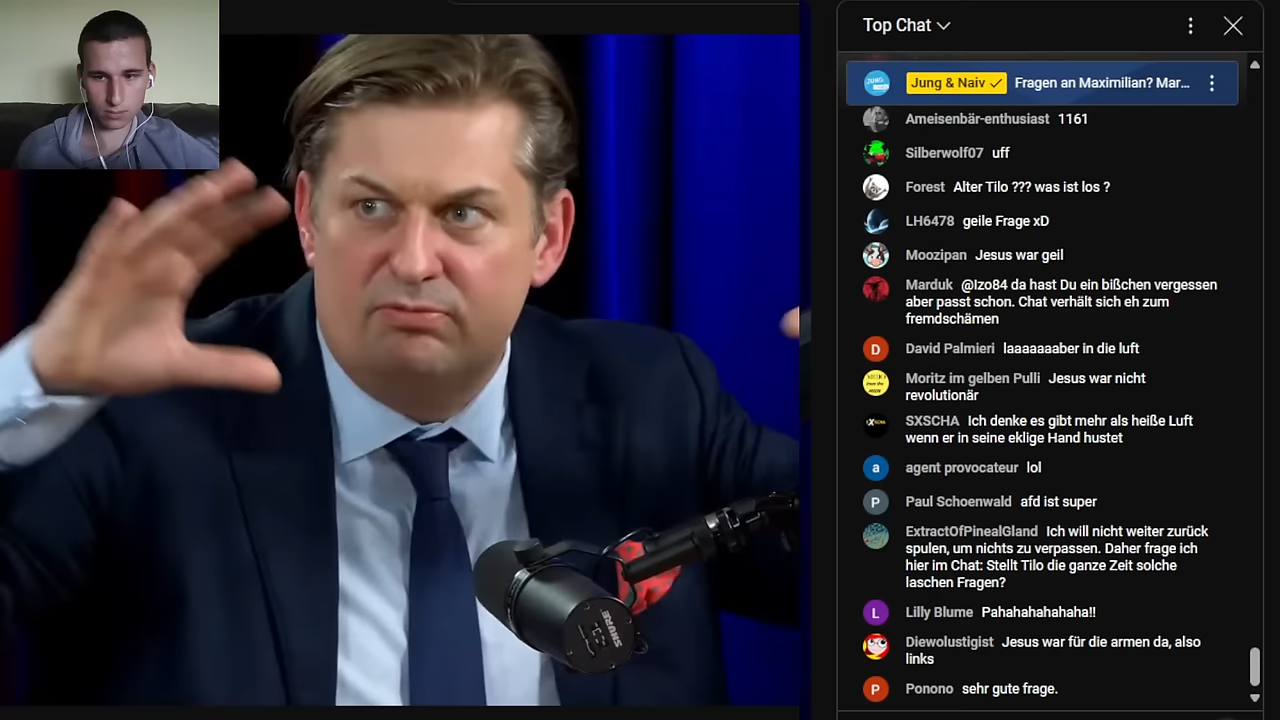 Top Chat
Jung & Naiv Fragen an Maximilian? Mar...
Ameisenbär-enthusiast 1161
Silberwolf07 uff
Forest Alter Tilo ??? was ist los ?
LH6478 geile Frage xD
Moozipan Jesus war geil
Marduk @Izo84 da hast Du ein bißchen vergessen
aber passt schon. Chat verhält sich eh zum
fremdschämen
D David Palmieri laaaaaaaber in die luft
Moritz im gelben Pulli Jesus war nicht
revolutionär
SXSCHA Ich denke es gibt mehr als heiße Luft
wenn er in seine eklige Hand hustet
a agent provocateur lol
P Paul Schoenwald afd ist super
ExtractOfPinealGland Ich will nicht weiter zurück
spulen, um nichts zu verpassen. Daher frage ich
hier im Chat: Stellt Tilo die ganze Zeit solche
laschen Fragen?
L Lilly Blume Pahahahahahaha!!
Diewolustigist Jesus war für die armen da, also
links
P Ponono sehr gute frage.
SHURE